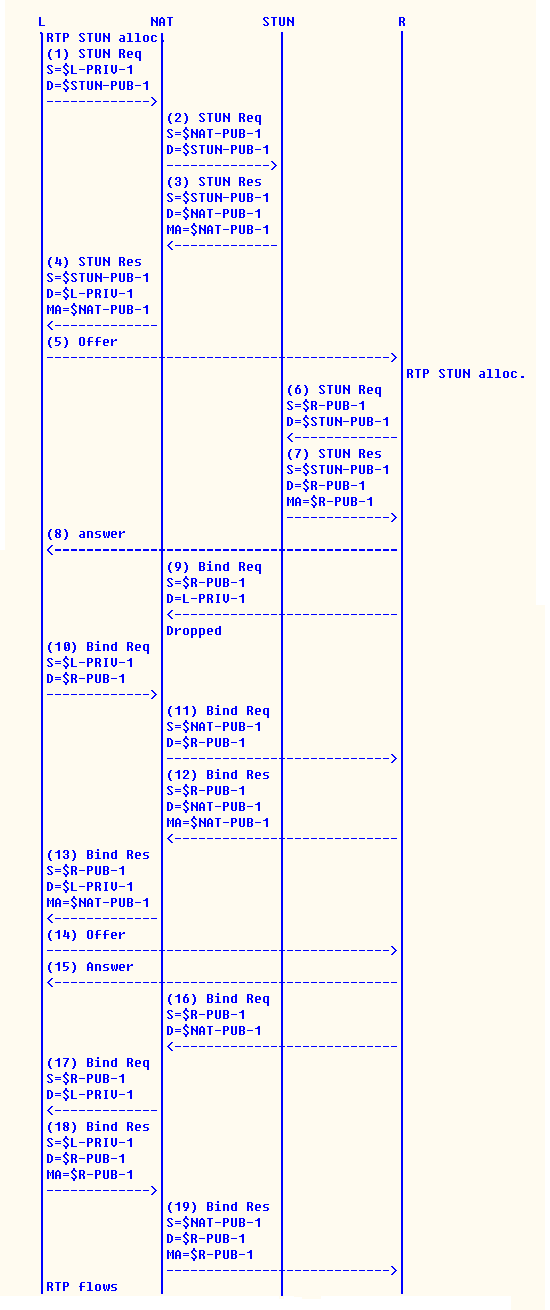 L NAT STUN R
RTP STUN alloc.
(1) STUN Req
S=$L-PRIV-1
D=$STUN-PUB-1
------------->
(2) STUN Req
S=$NAT-PUB-1
D=$STUN-PUB-1
------------->
(3) STUN Res
S=$STUN-PUB-1
D=$NAT-PUB-1
MA=$NAT-PUB-1
<-------------
(4) STUN Res
S=$STUN-PUB-1
D=$L-PRIV-1
MA=$NAT-PUB-1
<-------------
(5) Offer
------------------------------------------->
RTP STUN alloc.
(6) STUN Req
S=$R-PUB-1
D=$STUN-PUB-1
<-------------
(7) STUN Res
S=$STUN-PUB-1
D=$R-PUB-1
MA=$R-PUB-1
------------->
(8) answer
<-------------------------------------------
(9) Bind Req
S=$R-PUB-1
D=L-PRIV-1
<----------------------------
Dropped
(10) Bind Req
S=$L-PRIV-1
D=$R-PUB-1
------------->
(11) Bind Req
S=$NAT-PUB-1
D=$R-PUB-1
---------------------------->
(12) Bind Res
S=$R-PUB-1
D=$NAT-PUB-1
MA=$NAT-PUB-1
<----------------------------
(13) Bind Res
S=$R-PUB-1
D=$L-PRIV-1
MA=$NAT-PUB-1
<-------------
(14) Offer
------------------------------------------->
(15) Answer
<-------------------------------------------
(16) Bind Req
S=$R-PUB-1
D=$NAT-PUB-1
<----------------------------
(17) Bind Req
S=$R-PUB-1
D=$L-PRIV-1
<-------------
(18) Bind Res
S=$L-PRIV-1
D=$R-PUB-1
MA=$R-PUB-1
------------->
(19) Bind Res
S=$NAT-PUB-1
D=$R-PUB-1
MA=$R-PUB-1
---------------------------->
RTP flows